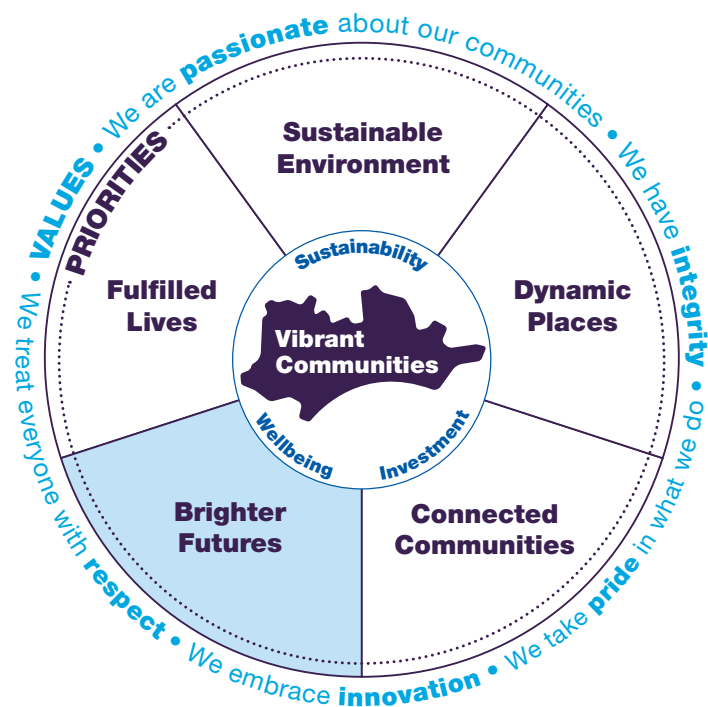 VALUES • We are passionate about our communities • We have integrity • We take pride in what we do • We embrace innovation • We treat everyone with respect •
PRIORITIES
Sustainable
Environment
Dynamic
Places
Connected
Communities
Brighter
Futures
Fulfilled
Lives
Sustainability
Investment
Wellbeing
Vibrant
Communities